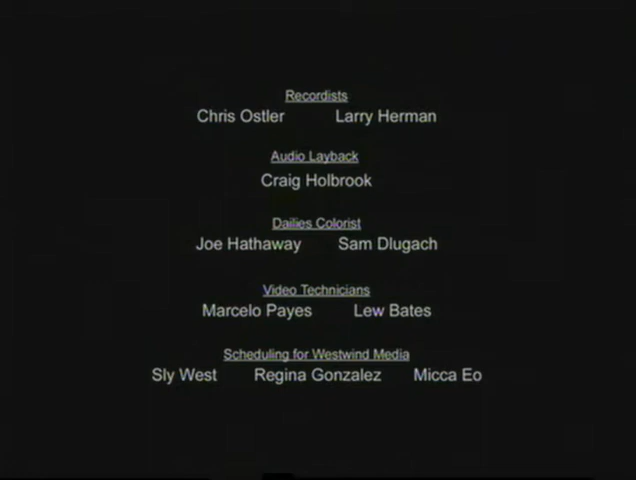 Recordists
Chris Ostler Larry Herman
Audio Layback
Craig Holbrook
Dailies Colorist
Joe Hathaway Sam Dlugach
Video Technicians
Marcelo Payes Lew Bates
Scheduling for Westwind Media
Sly West Regina Gonzalez Micca Eo